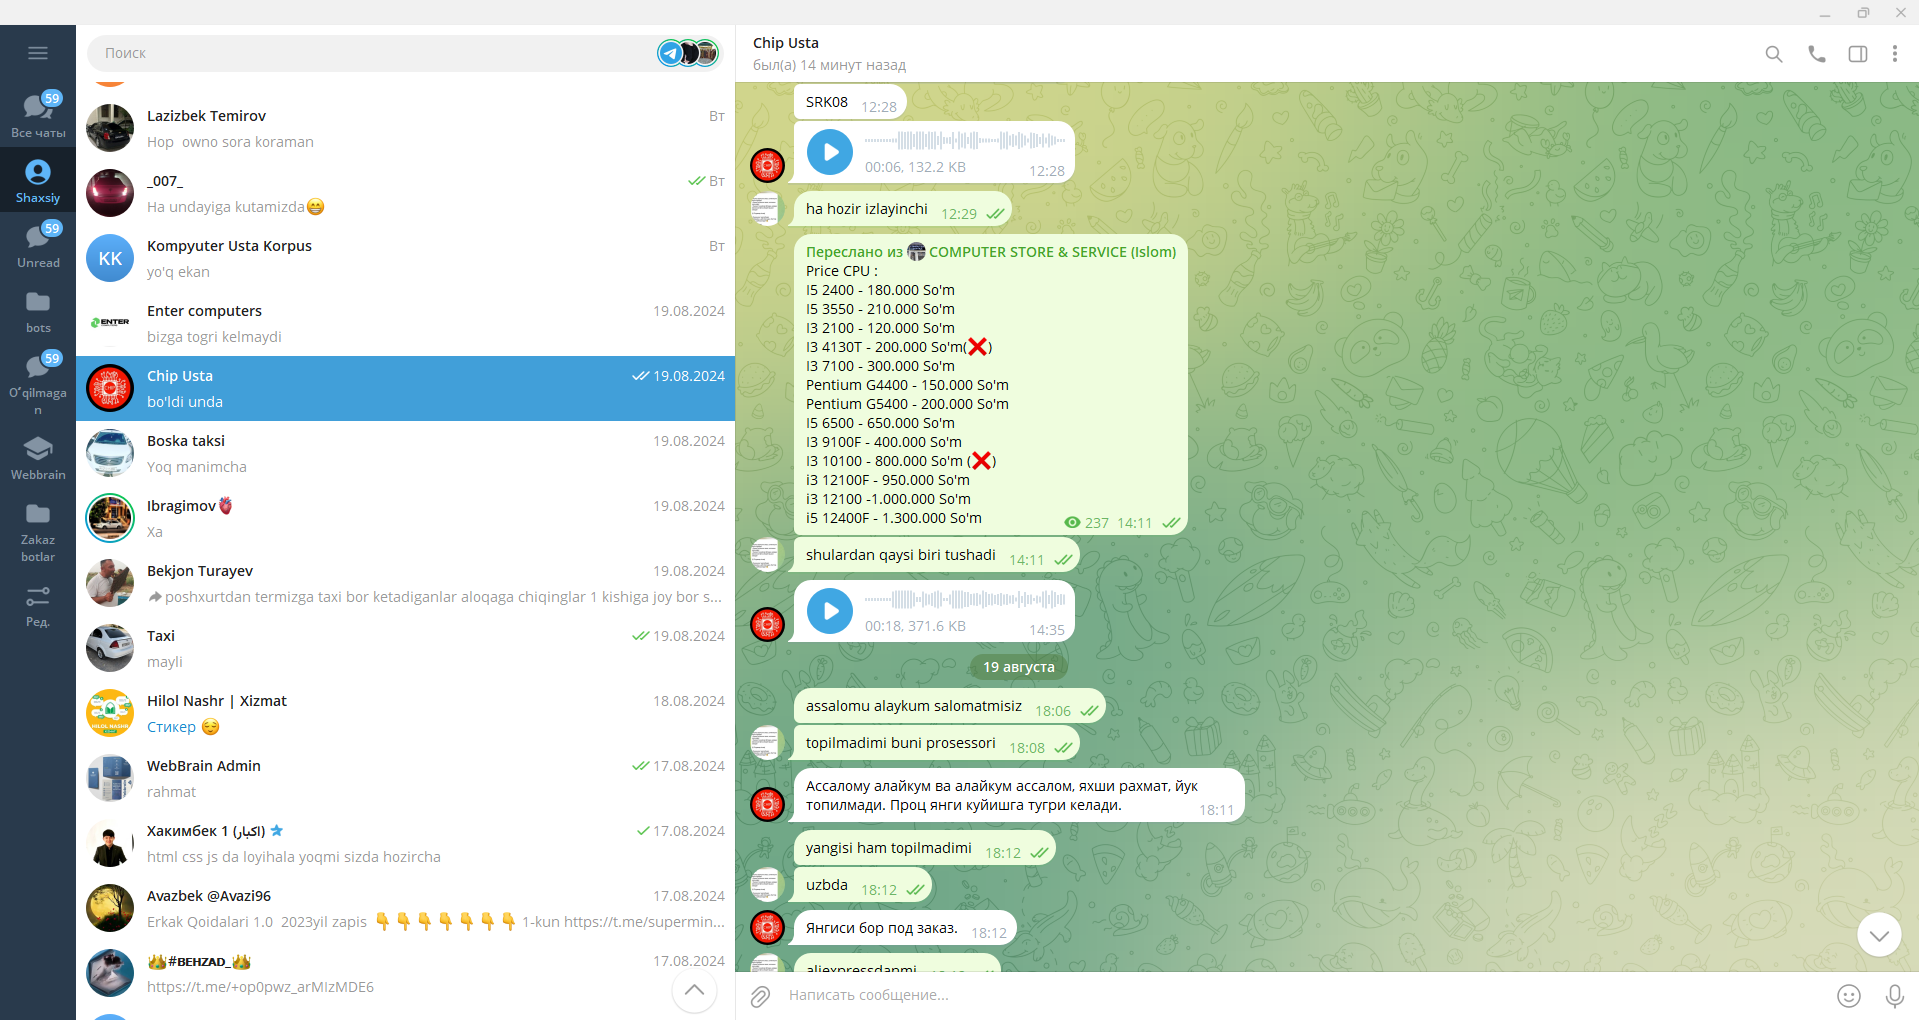 59
Все чаты
Shaxsiy
59
Unread
bots
59
Oʻqilmaga
n
Webbrain
Zakaz
botlar
Ред.
Поиск
Lazizbek Temirov
Вт
Hop owno sora koraman
_007_
Вт
Ha undayiga kutamizda😁
KK
Kompyuter Usta Korpus
Вт
yo'q ekan
ENTER
Enter computers
19.08.2024
bizga togri kelmaydi
Chip Usta
19.08.2024
bo'ldi unda
Boska taksi
19.08.2024
Yoq manimcha
Ibragimov🫀
19.08.2024
Xa
Bekjon Turayev
19.08.2024
poshxurtdan termizga taxi bor ketadiganlar aloqaga chiqinglar 1 kishiga joy bor s...
Taxi
19.08.2024
mayli
HILOL NASHR
Hilol Nashr | Xizmat
18.08.2024
Стикер 😌
WebBrain Admin
17.08.2024
rahmat
Хакимбек 1 (اكبار)
17.08.2024
html css js da loyihala yoqmi sizda hozircha
Avazbek @Avazi96
17.08.2024
Erkak Qoidalari 1.0 2023yil zapis 👇👇👇👇👇👇👇 1-kun https://t.me/supermin...
👑#ʙᴇʜᴢᴀᴅ_👑
17.08.2024
https://t.me/+op0pwz_arMIzMDE6
Chip Usta
был(а) 14 минут назад
SRK08
12:28
00:06, 132.2 KB
12:28
ha hozir izlayinchi
12:29
Переслано из COMPUTER STORE & SERVICE (Islom)
Price CPU :
I5 2400 - 180.000 So'm
I5 3550 - 210.000 So'm
I3 2100 - 120.000 So'm
I3 4130T - 200.000 So'm(❌)
I3 7100 - 300.000 So'm
Pentium G4400 - 150.000 So'm
Pentium G5400 - 200.000 So'm
I5 6500 - 650.000 So'm
I3 9100F - 400.000 So'm
I3 10100 - 800.000 So'm (❌)
i3 12100F - 950.000 So'm
i3 12100 -1.000.000 So'm
i5 12400F - 1.300.000 So'm
237 14:11
shulardan qaysi biri tushadi
14:11
00:18, 371.6 KB
14:35
19 августа
assalomu alaykum salomatmisiz
18:06
topilmadimi buni prosessori
18:08
Ассалому алайкум ва алайкум ассалом, яхши рахмат, йук
топилмади. Проц янги куйишга тугри келади.
18:11
yangisi ham topilmadimi
18:12
uzbda
18:12
Янгиси бор под заказ.
18:12
aliexpressdanmi
Написать сообщение...